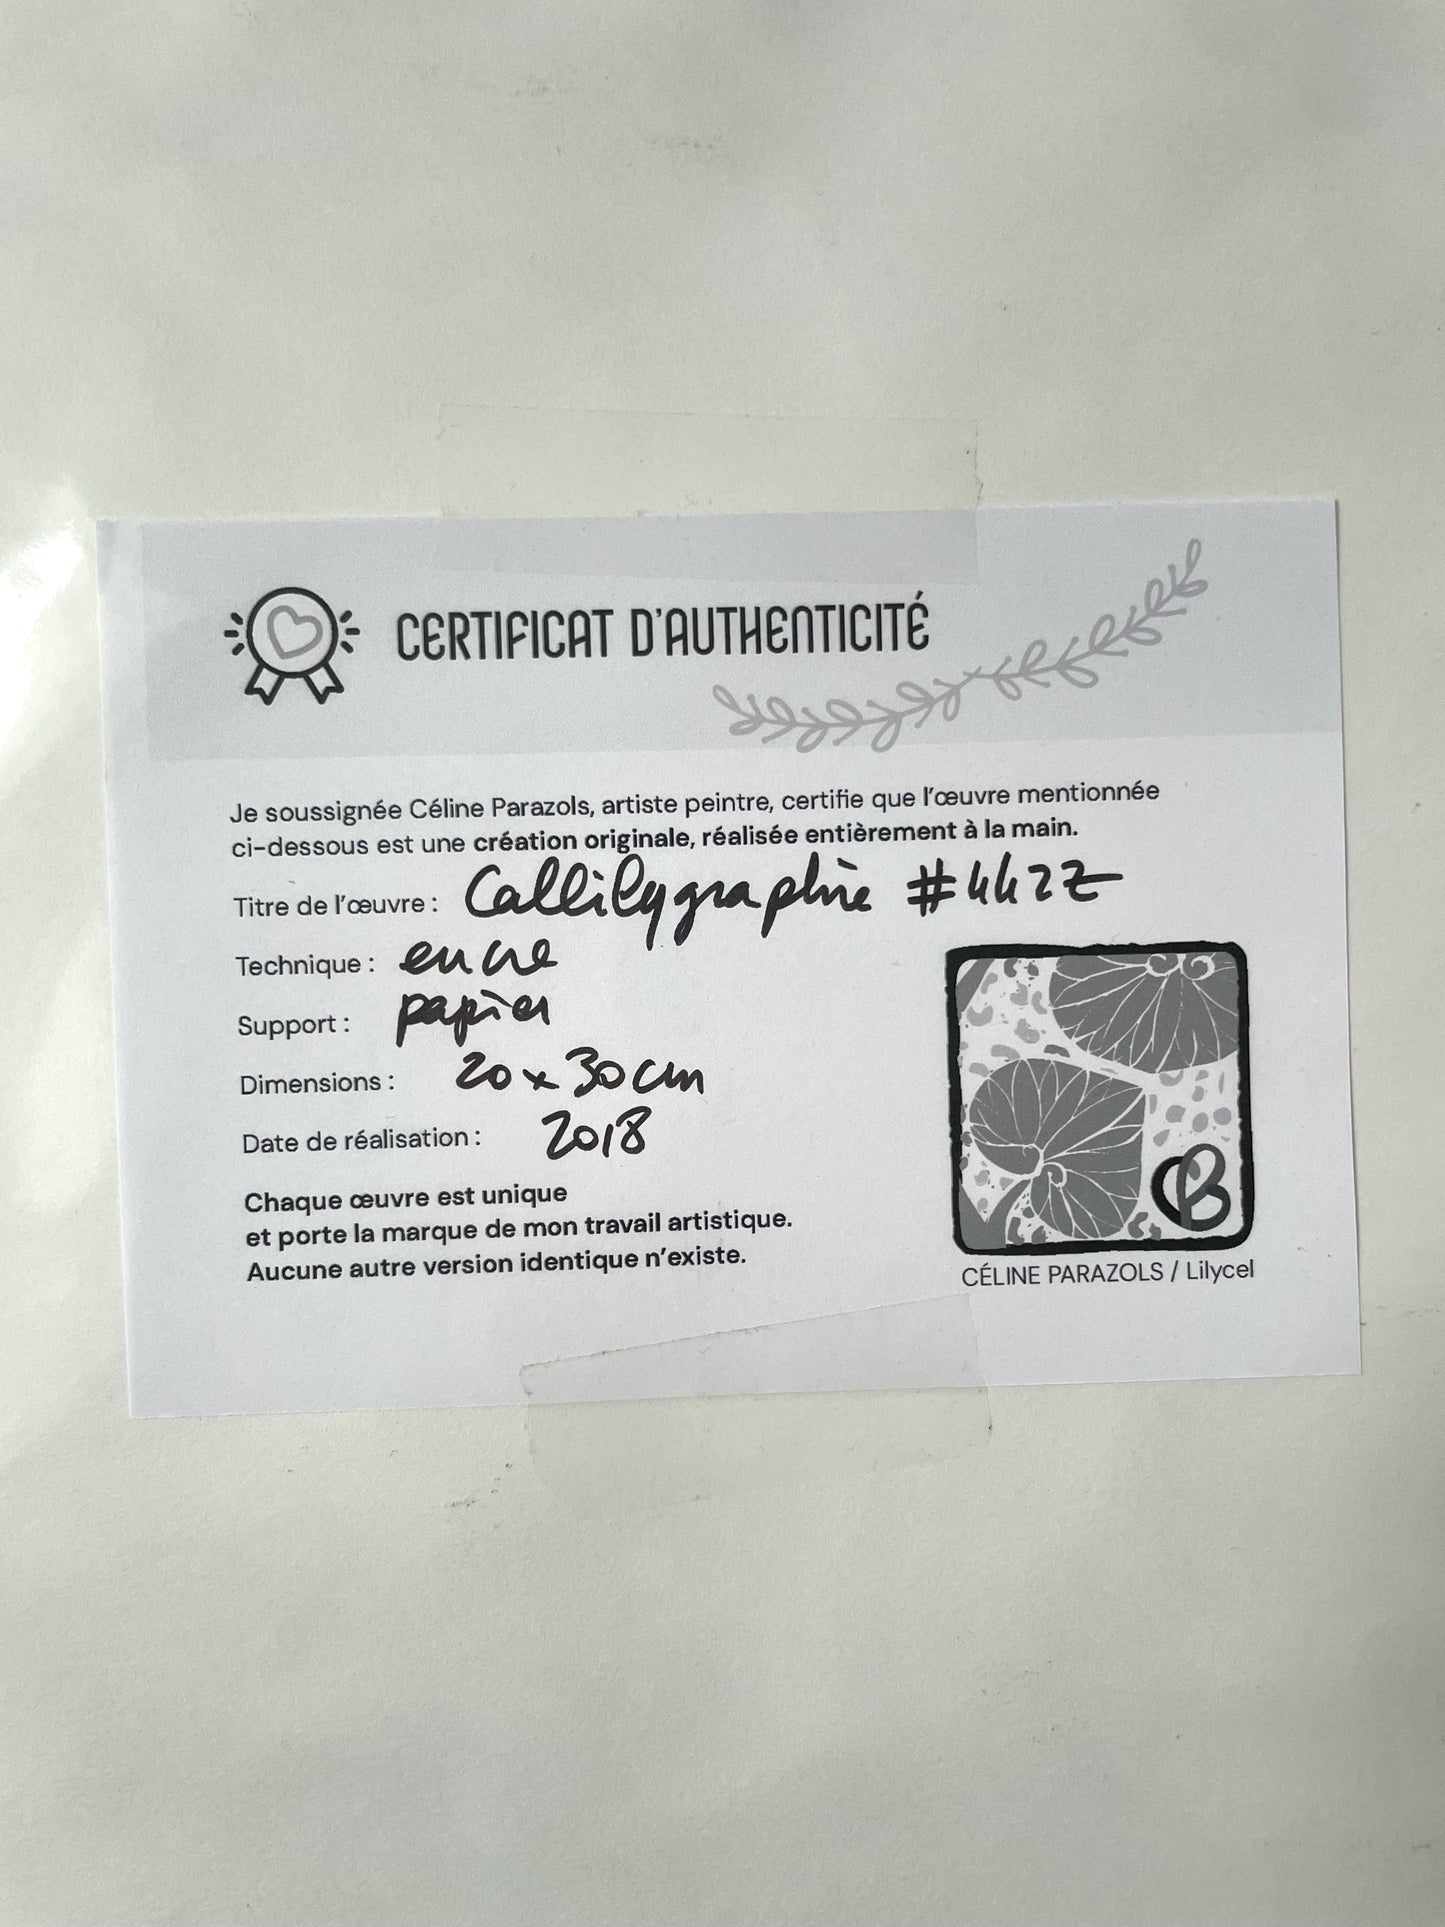 CERTIFICAT D'AUTHENTICITÉ
Je soussignée Céline Parazols, artiste peintre, certifie que l'œuvre mentionnée
ci-dessous est une création originale, réalisée entièrement à la main.
Titre de l'œuvre : Callilygraphie #442Z
Technique : encre
Support : papier
Dimensions : 20 x 30 cm
Date de réalisation : 2018
Chaque œuvre est unique
et porte la marque de mon travail artistique.
Aucune autre version identique n'existe.
CÉLINE PARAZOLS / Lilycel